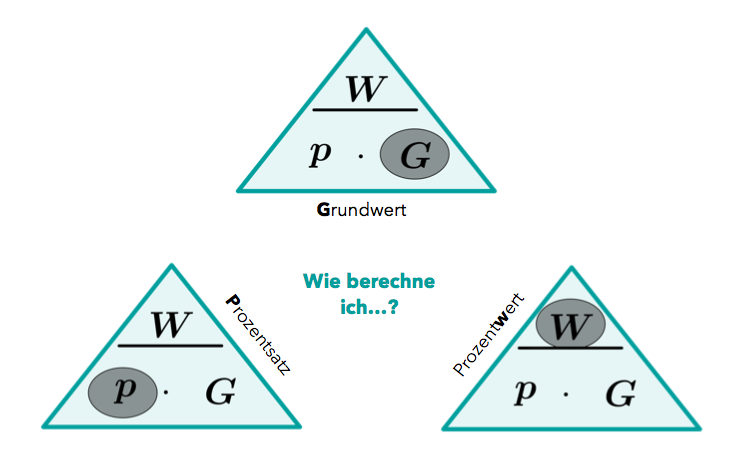 W
p · G
Grundwert
Wie berechne
ich...?
W
p · G
Prozentsatz
W
p · G
Prozentwert